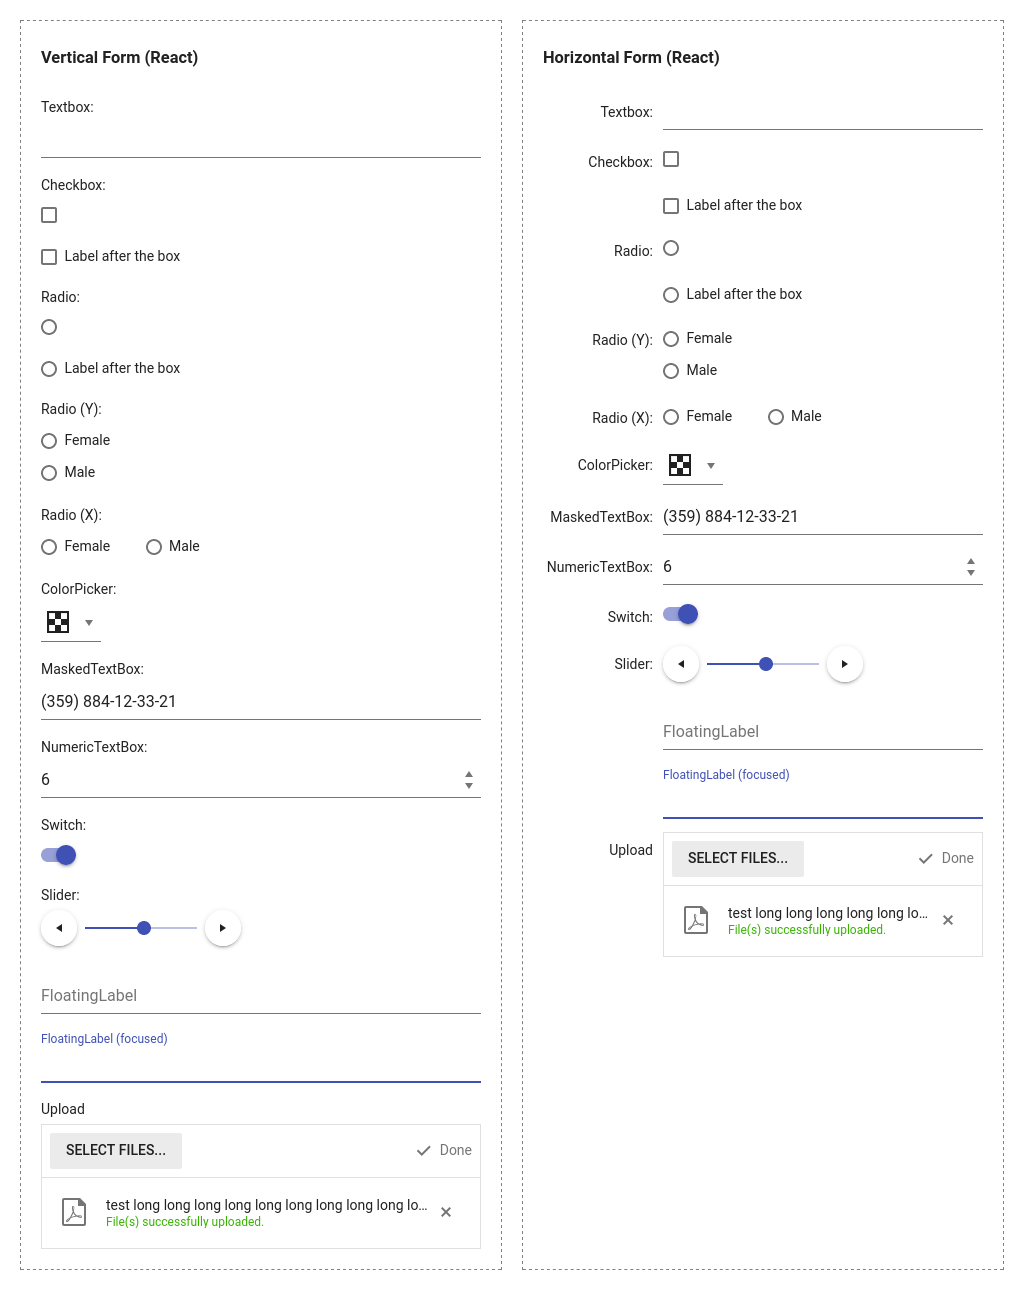 Vertical Form (React)
Textbox:
Checkbox:
Label after the box
Radio:
Label after the box
Radio (Y):
Female
Male
Radio (X):
Female Male
ColorPicker:
MaskedTextBox:
(359) 884-12-33-21
NumericTextBox:
6
Switch:
Slider:
FloatingLabel
FloatingLabel (focused)
Upload
SELECT FILES... Done
test long long long long long long long long long lo...
File(s) successfully uploaded.
Horizontal Form (React)
Textbox:
Checkbox:
Label after the box
Radio:
Label after the box
Radio (Y): Female
Male
Radio (X): Female Male
ColorPicker:
MaskedTextBox: (359) 884-12-33-21
NumericTextBox: 6
Switch:
Slider:
FloatingLabel
FloatingLabel (focused)
Upload SELECT FILES... Done
test long long long long long lo...
File(s) successfully uploaded.